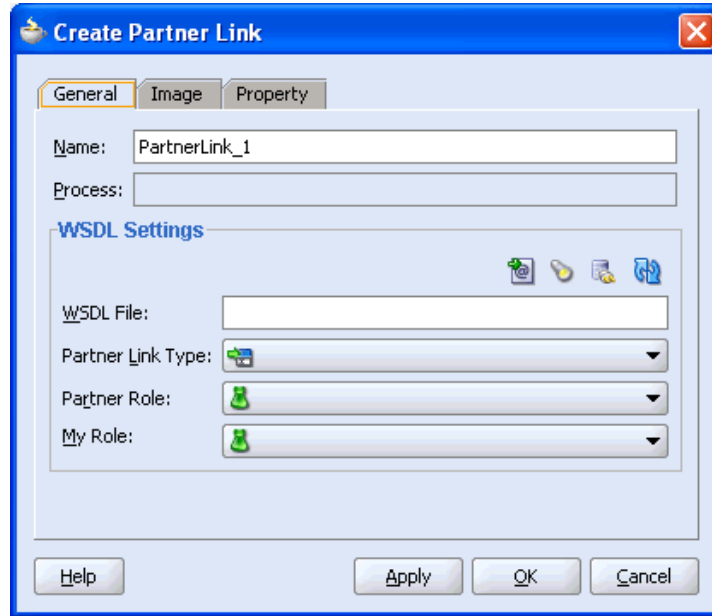 Create Partner Link
General Image Property
Name: PartnerLink_1
Process:
WSDL Settings
WSDL File:
Partner Link Type:
Partner Role:
My Role:
Help Apply OK Cancel